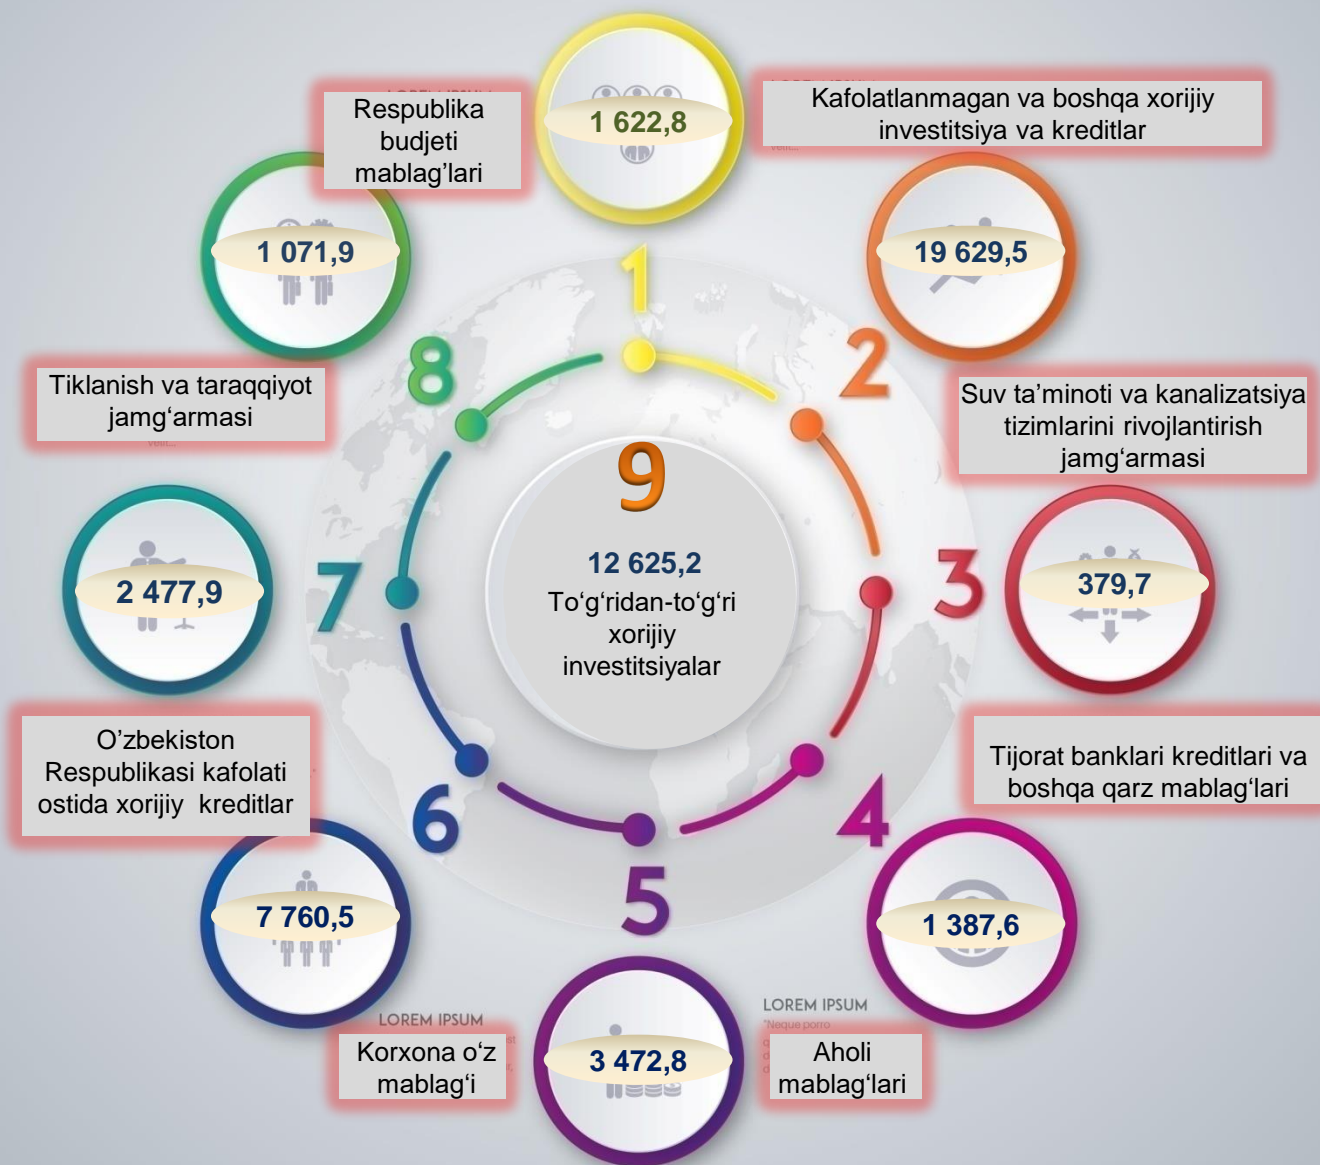 1 622,8
Respublika
budjeti
mablag’lari
Kafolatlanmagan va boshqa xorijiy
investitsiya va kreditlar
1 071,9
19 629,5
1
2
8
Tiklanish va taraqqiyot
jamg‘armasi
Suv ta’minoti va kanalizatsiya
tizimlarini rivojlantirish
jamg‘armasi
9
12 625,2
To‘g‘ridan-to‘g‘ri
xorijiy
investitsiyalar
2 477,9
7
3
379,7
O’zbekiston
Respublikasi kafolati
ostida xorijiy kreditlar
Tijorat banklari kreditlari va
boshqa qarz mablag‘lari
6
4
7 760,5
5
1 387,6
LOREM IPSUM
Korxona o‘z
mablag‘i
3 472,8
LOREM IPSUM
"Neque porro
Aholi
mablag‘lari